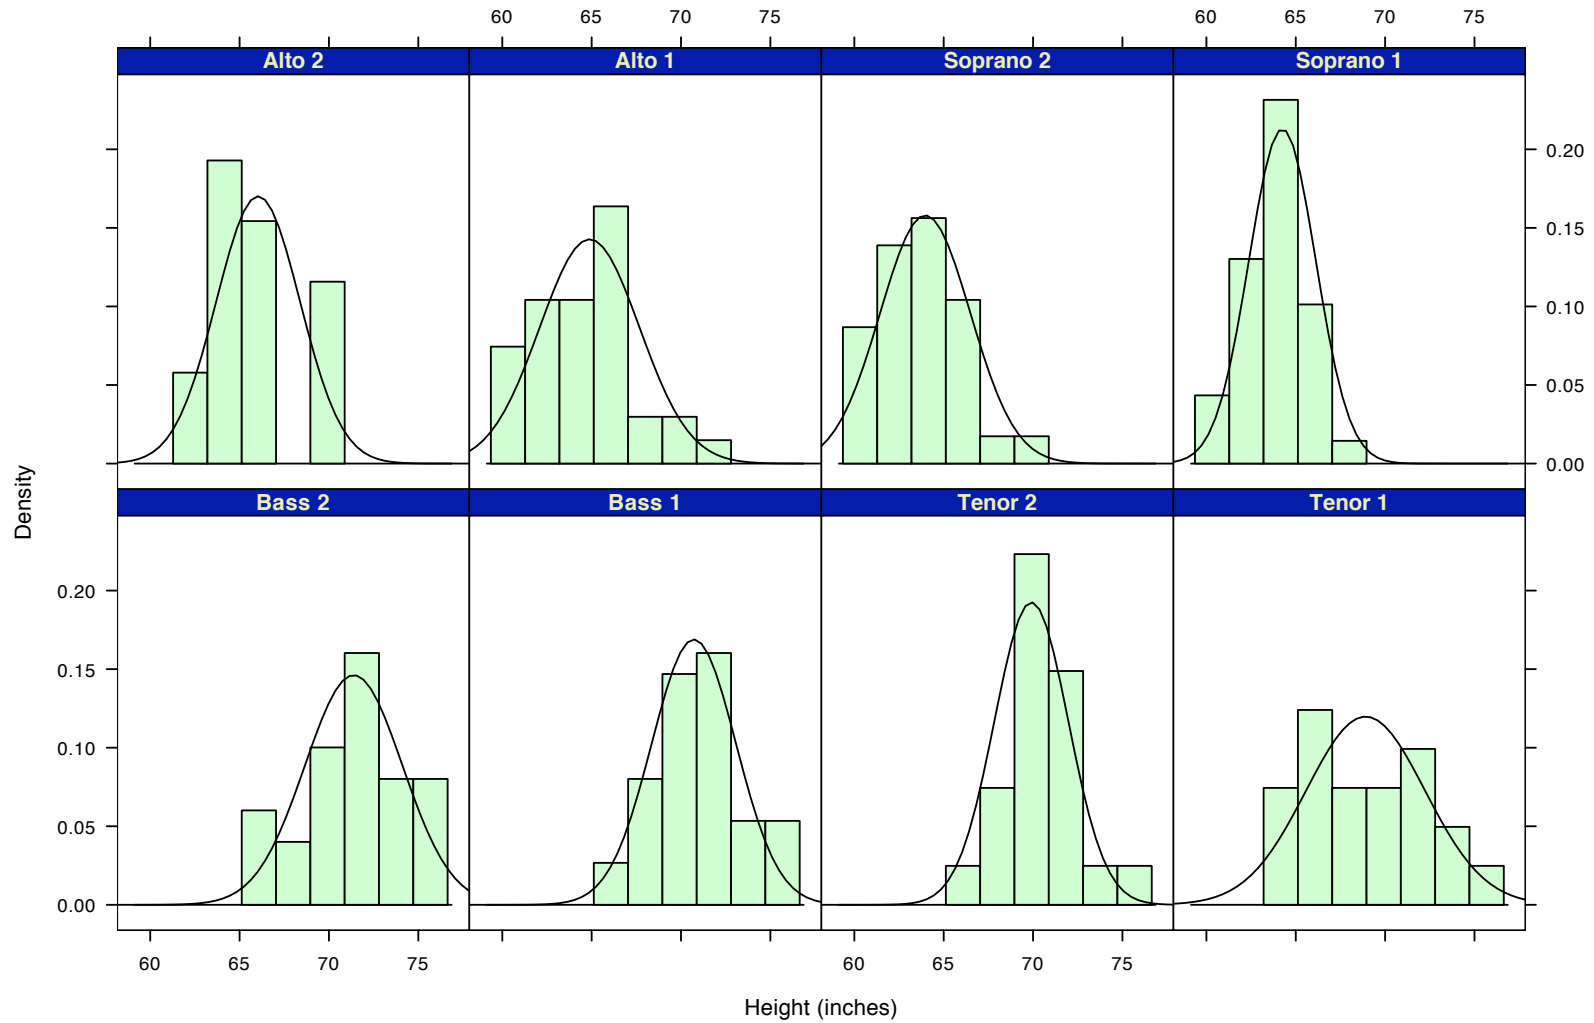 60 65 70 75 60 65 70 75
Alto 2 Alto 1 Soprano 2 Soprano 1
0.20
0.15
0.10
0.05
0.00
Density
Bass 2 Bass 1 Tenor 2 Tenor 1
0.20
0.15
0.10
0.05
0.00
60 65 70 75 60 65 70 75
Height (inches)